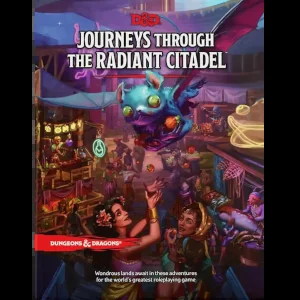 D&D
JOURNEYS THROUGH
THE RADIANT CITADEL
DUNGEONS & DRAGONS®
Wondrous lands await in these adventures
for the world's greatest roleplaying game.